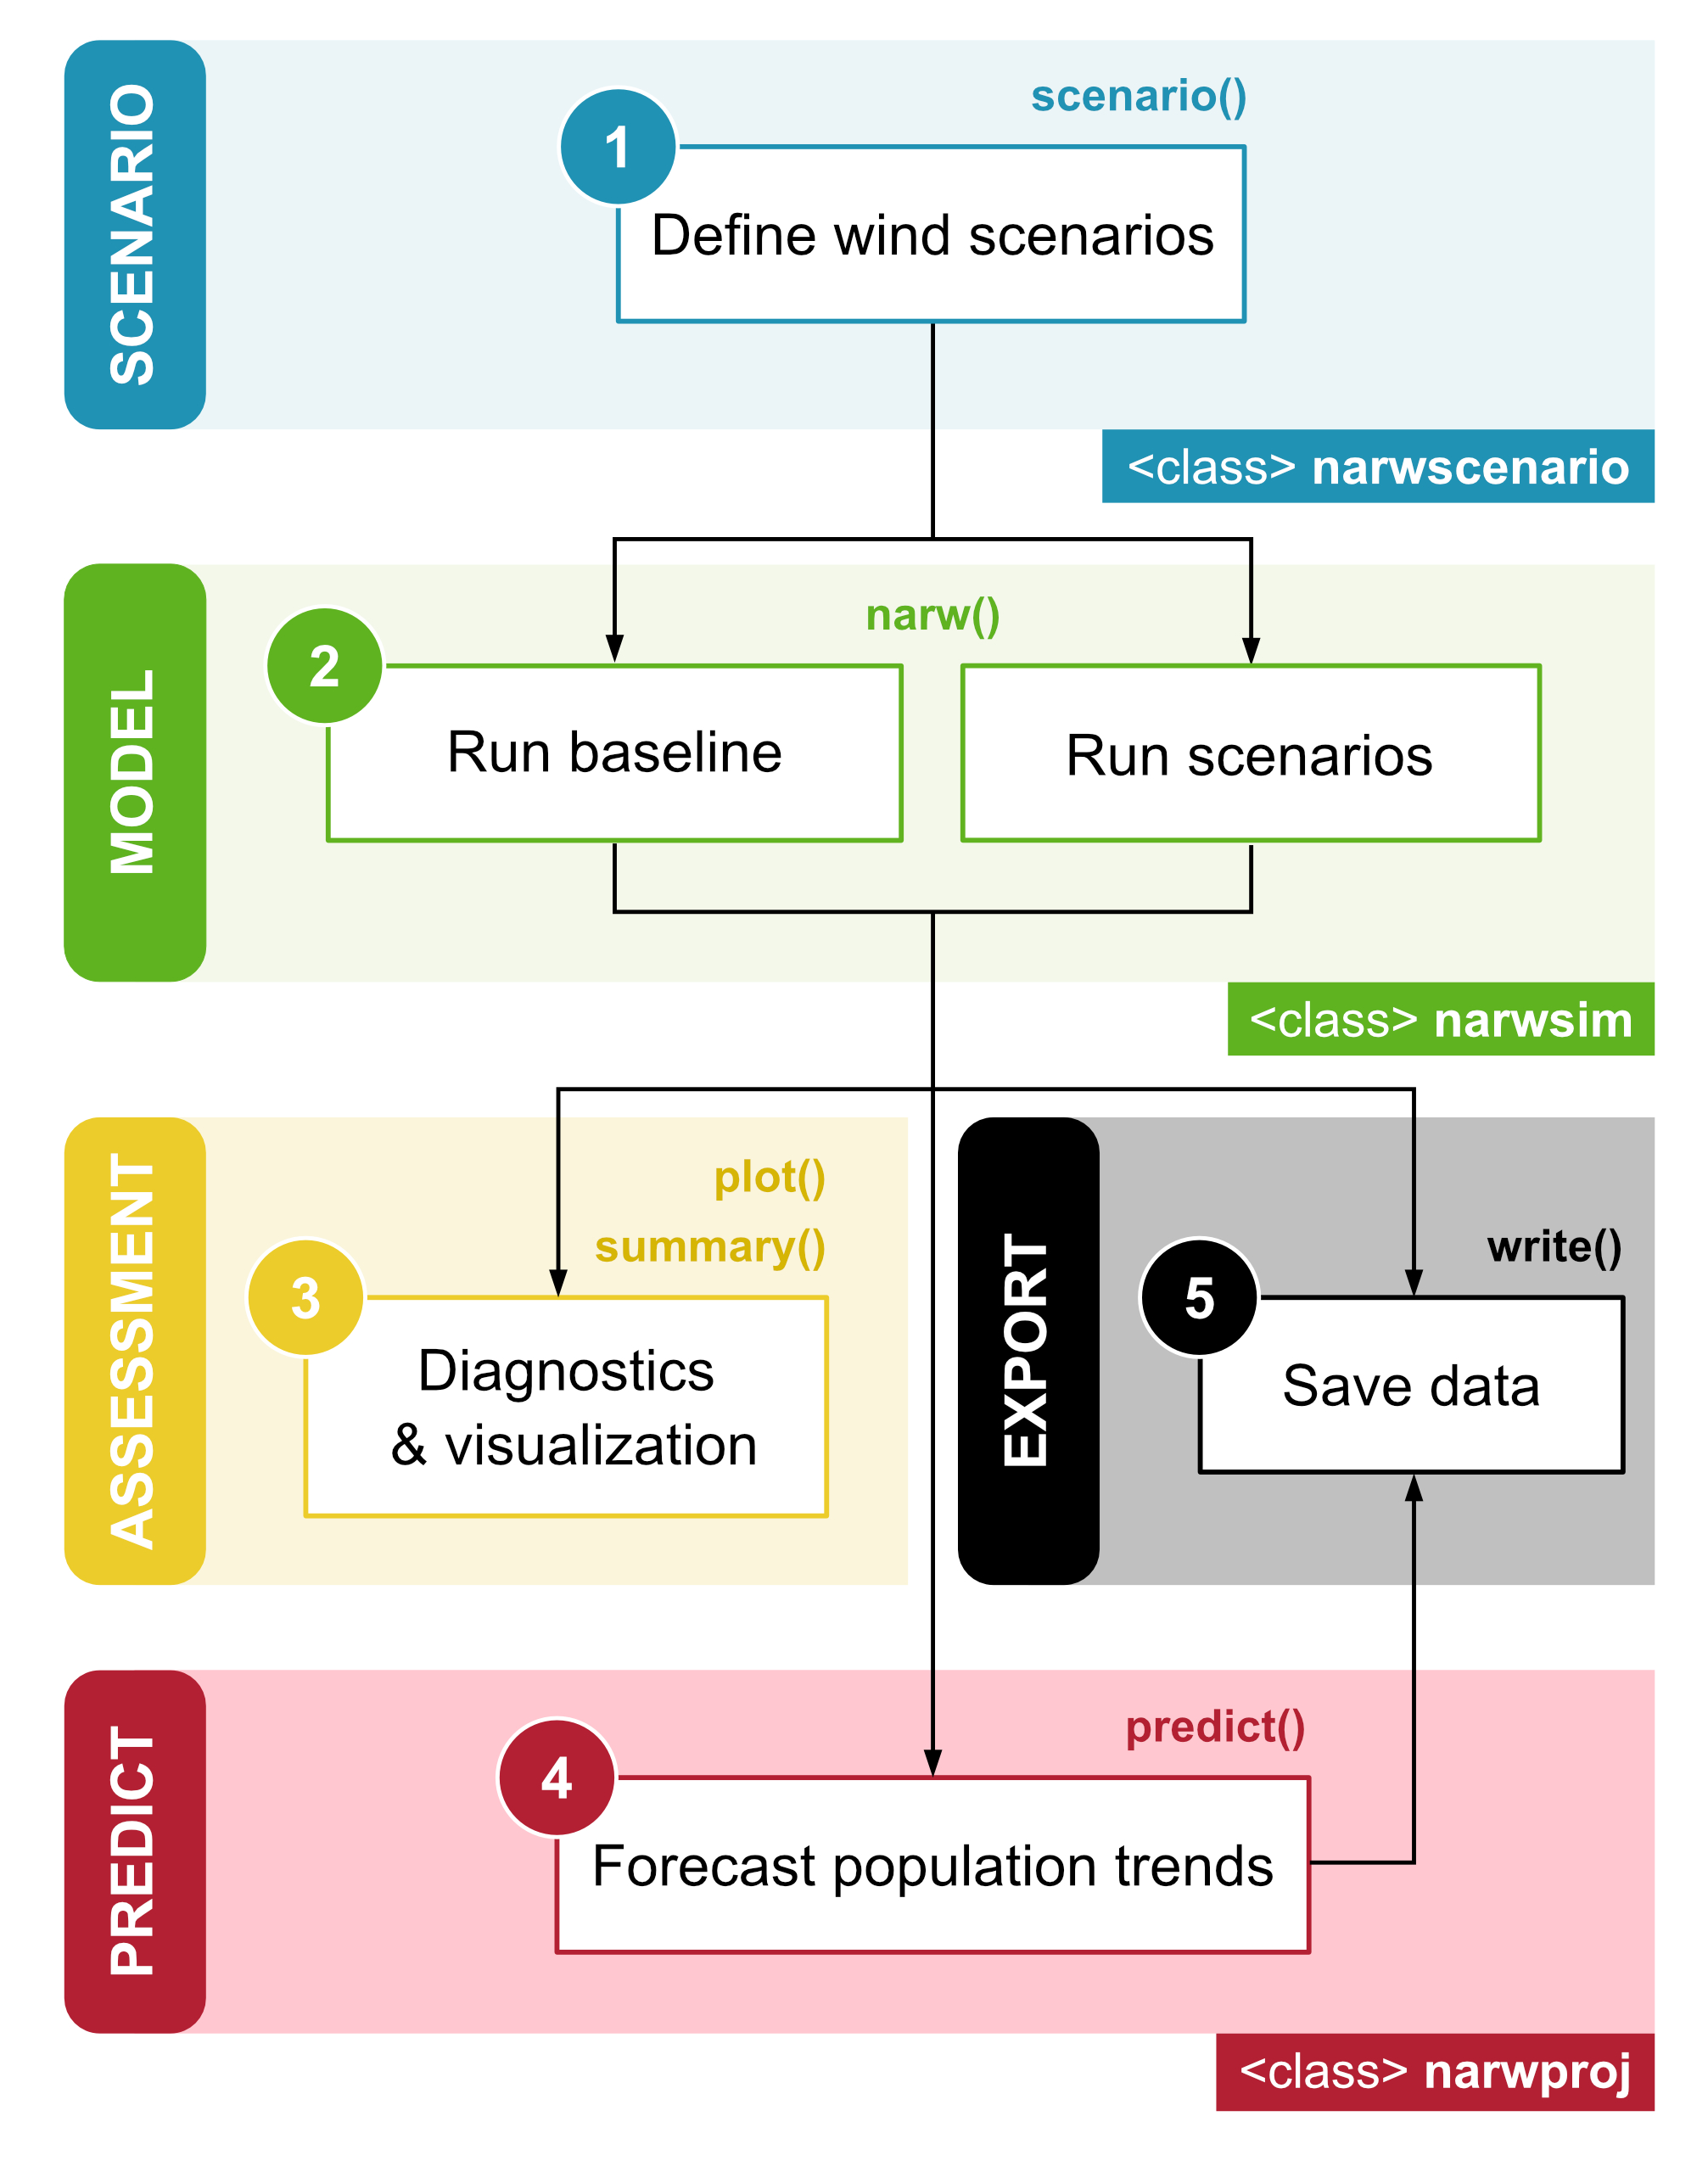 SCENARIO
scenario()
1
Define wind scenarios
<class> narwscenario
MODEL
narw()
2
Run baseline
Run scenarios
<class> narwsim
ASSESSMENT
plot()
summary()
3
Diagnostics
& visualization
EXPORT
write()
5
Save data
PREDICT
predict()
4
Forecast population trends
<class> narwproj